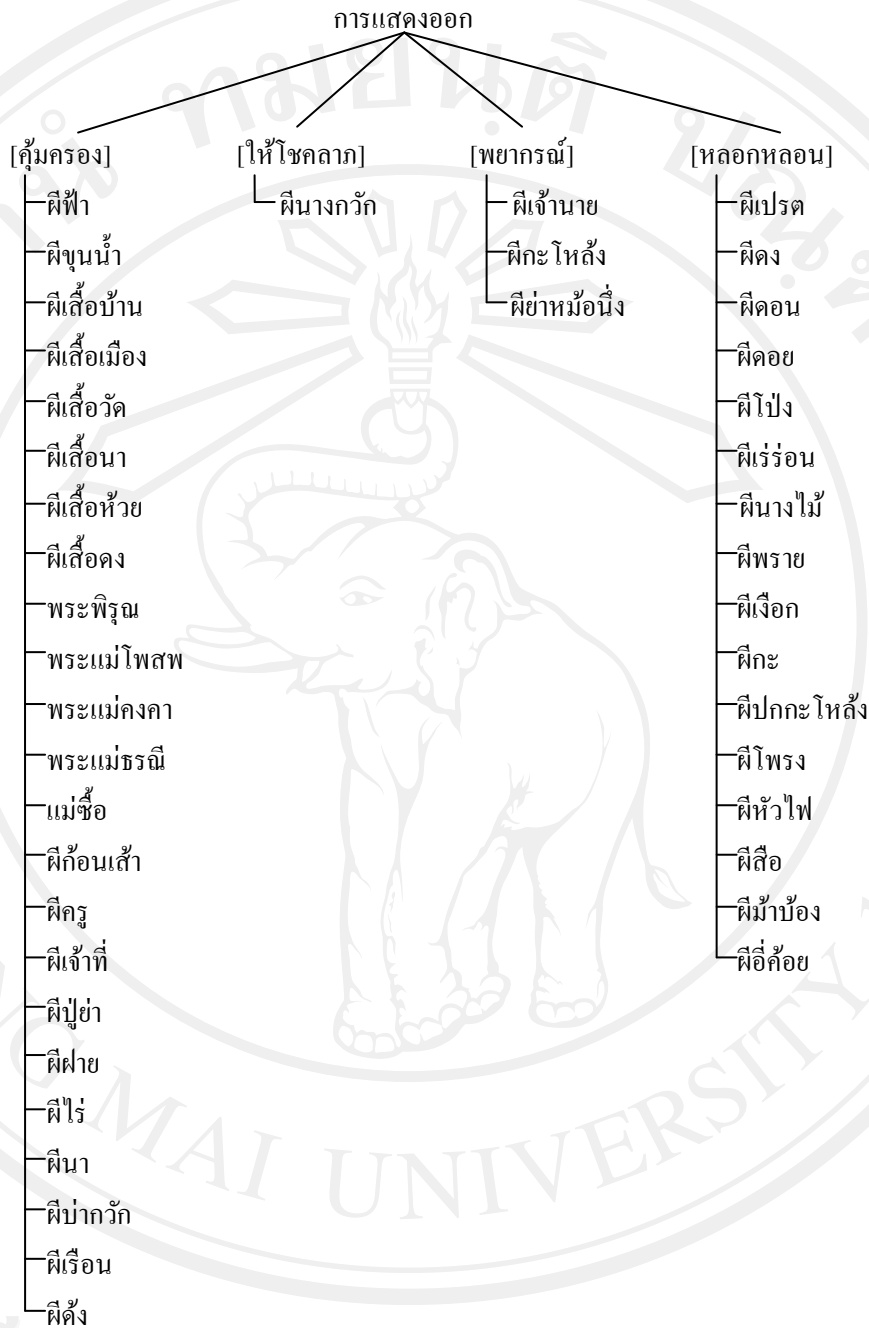 การแสดงออก
[คุ้มครอง]
ผีฟ้า
ผีขุนน้ำ
ผีเสื้อบ้าน
ผีเสื้อเมือง
ผีเสื้อวัด
ผีเสื้อนา
ผีเสื้อห้วย
ผีเสื้อดง
พระพิรุณ
พระแม่โพสพ
พระแม่คงคา
พระแม่ธรณี
แม่ซื้อ
ผีก้อนเส้า
ผีครู
ผีเจ้าที่
ผีปู่ย่า
ผีฝาย
ผีไร่
ผีนา
ผีบ่ากวัก
ผีเรือน
ผีด้ง
[ให้โชคลาภ]
ผีนางกวัก
[พยากรณ์]
ผีเจ้านาย
ผีกะโหล้ง
ผีย่าหม้อนึ่ง
[หลอกหลอน]
ผีเปรต
ผีดง
ผีดอน
ผีดอย
ผีโป่ง
ผีเร่ร่อน
ผีนางไม้
ผีพราย
ผีเงือก
ผีกะ
ผีปกกะโหล้ง
ผีโพรง
ผีหัวไฟ
ผีสือ
ผีม้าบ้อง
ผีอี่ค้อย
MAI UNIVERSITY